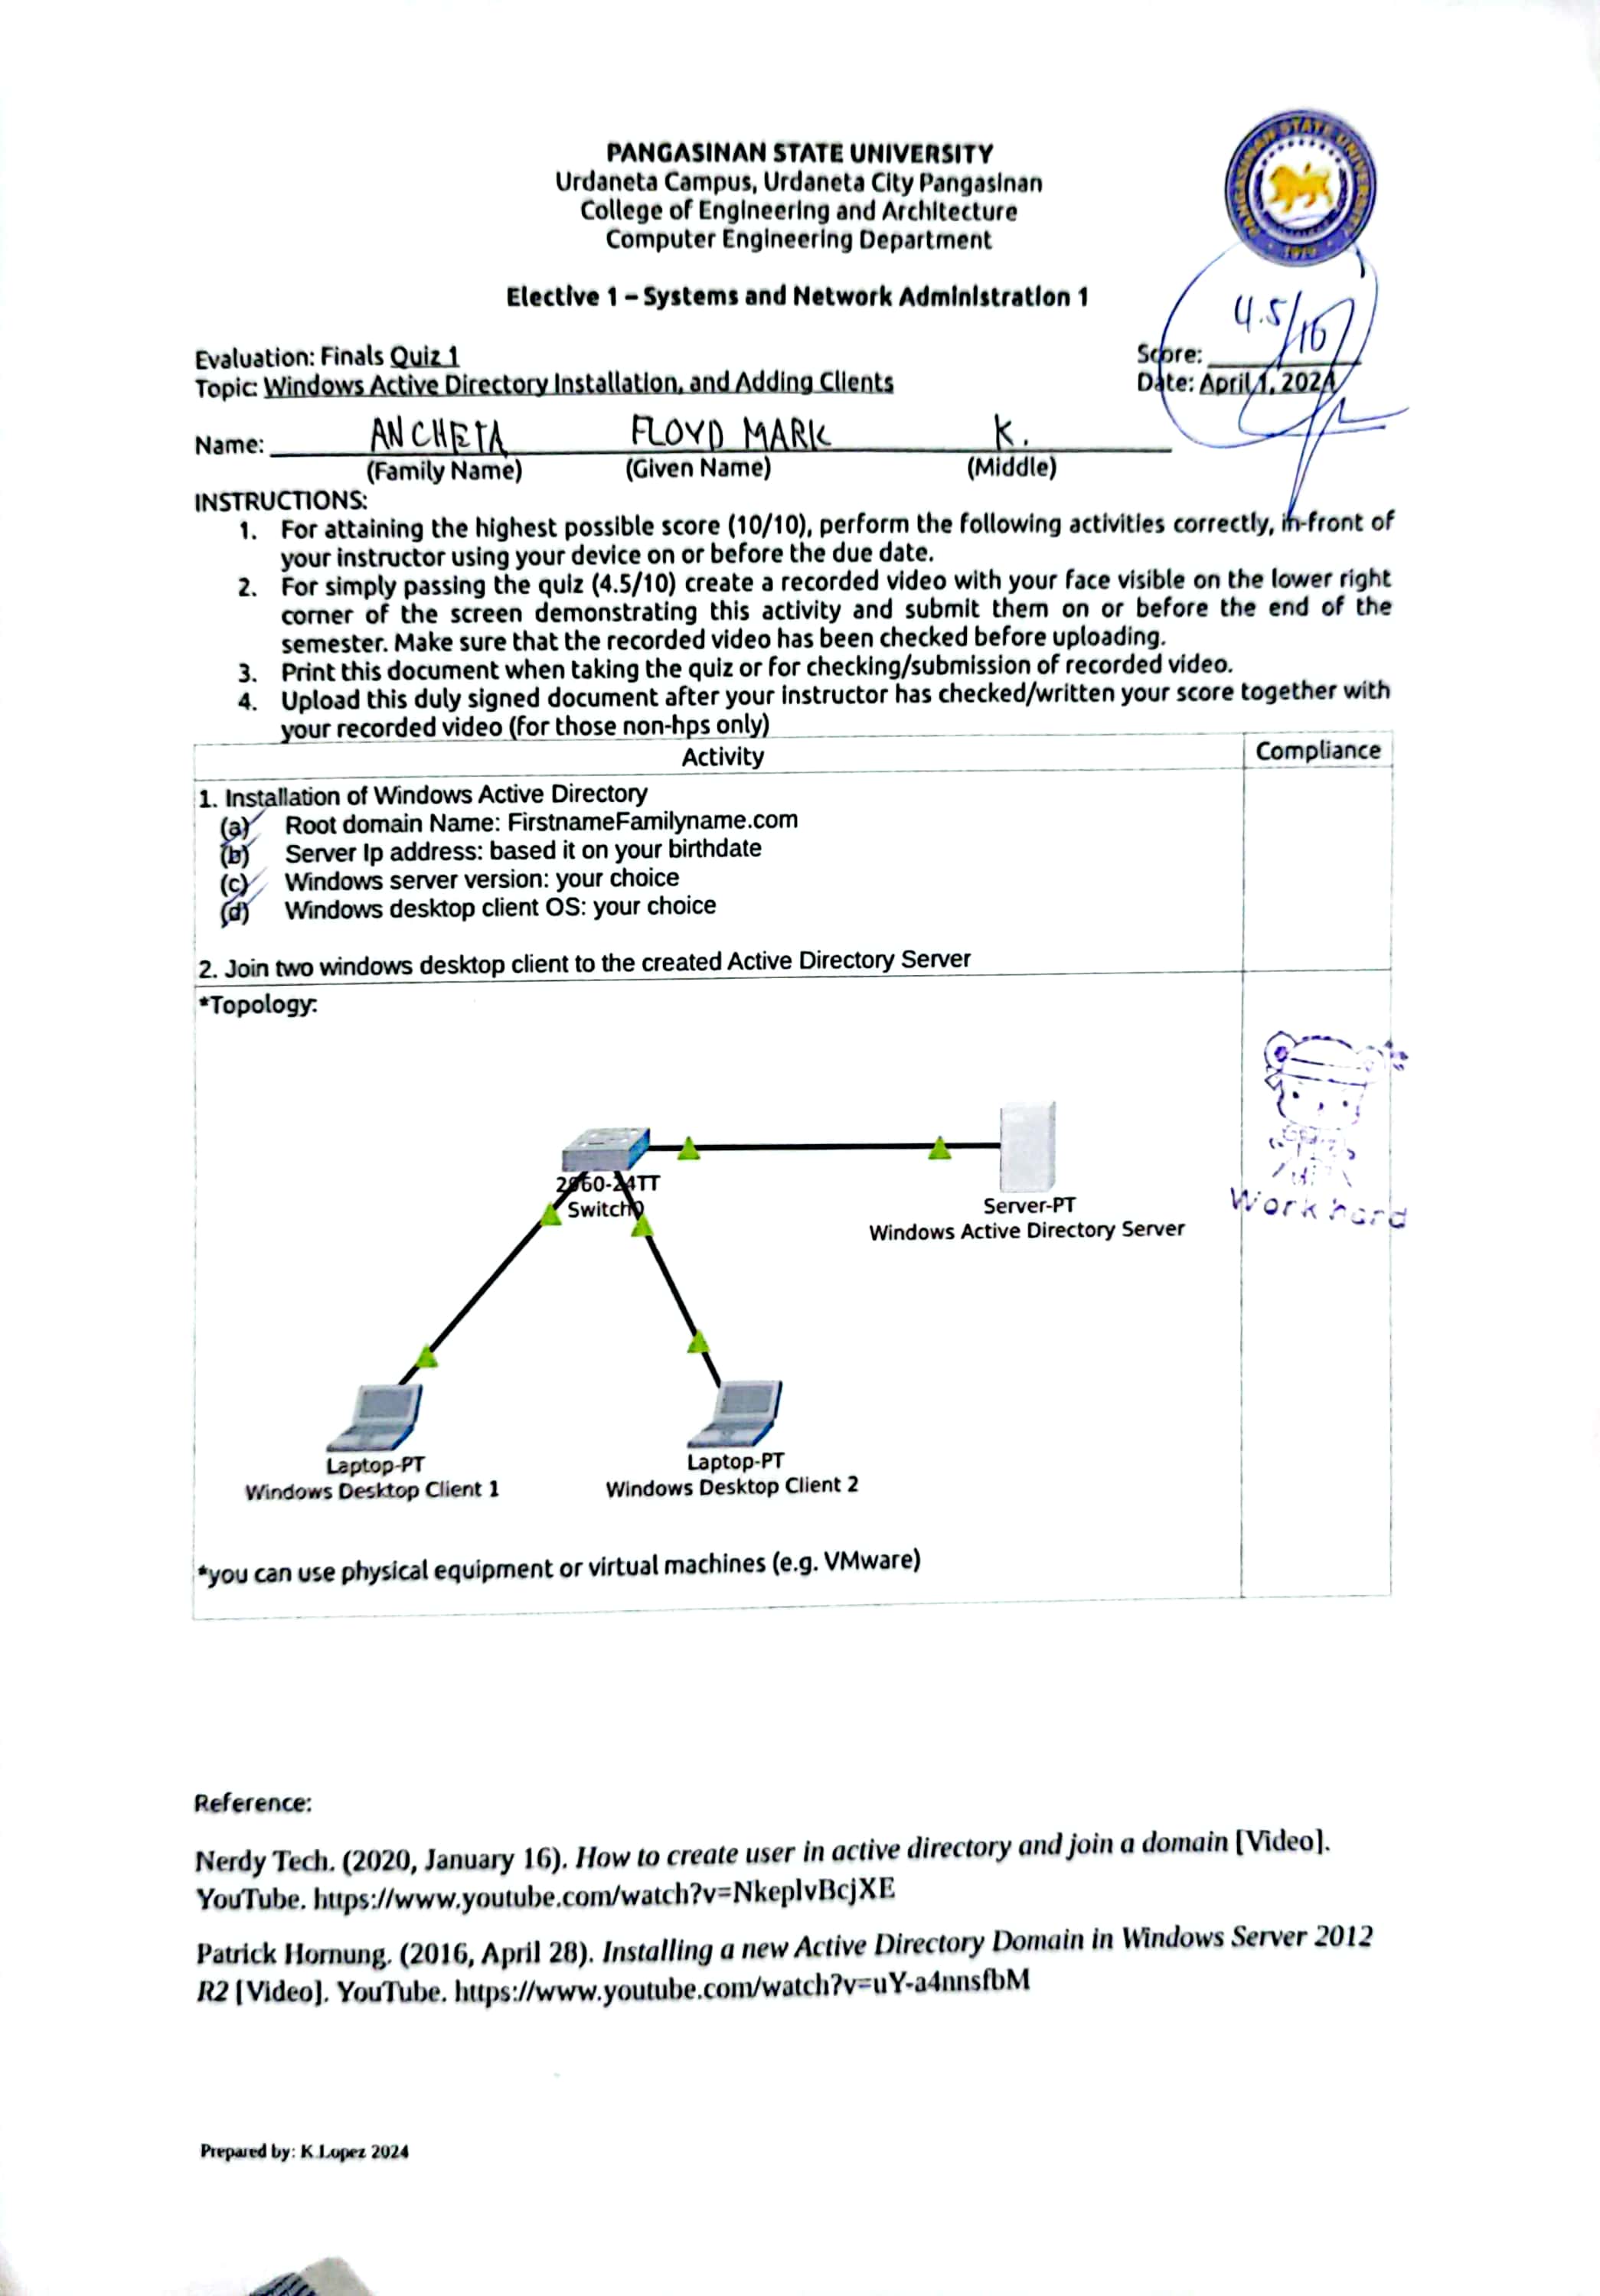 PANGASINAN STATE UNIVERSITY
Urdaneta Campus, Urdaneta City Pangasinan
College of Engineering and Architecture
Computer Engineering Department
PANGASINAN STATE UNIVERSITY
1979
Elective 1 – Systems and Network Administration 1
4.5/10
Evaluation: Finals Quiz 1
Score:
Topic: Windows Active Directory Installation, and Adding Clients
Date: April 1, 2024
Name: ANCHETA FLOYD MARK K.
(Family Name) (Given Name) (Middle)
INSTRUCTIONS:
1. For attaining the highest possible score (10/10), perform the following activities correctly, in-front of
your instructor using your device on or before the due date.
2. For simply passing the quiz (4.5/10) create a recorded video with your face visible on the lower right
corner of the screen demonstrating this activity and submit them on or before the end of the
semester. Make sure that the recorded video has been checked before uploading.
3. Print this document when taking the quiz or for checking/submission of recorded video.
4. Upload this duly signed document after your instructor has checked/written your score together with
your recorded video (for those non-hps only)
Activity Compliance
1. Installation of Windows Active Directory
(a) Root domain Name: FirstnameFamilyname.com
(b) Server Ip address: based it on your birthdate
(c) Windows server version: your choice
(d) Windows desktop client OS: your choice
2. Join two windows desktop client to the created Active Directory Server
*Topology:
2960-24TT
Switch0
Server-PT
Windows Active Directory Server
Work hard
Laptop-PT
Windows Desktop Client 1
Laptop-PT
Windows Desktop Client 2
*you can use physical equipment or virtual machines (e.g. VMware)
Reference:
Nerdy Tech. (2020, January 16). How to create user in active directory and join a domain [Video].
YouTube. https://www.youtube.com/watch?v=NkeplvBcjXE
Patrick Hornung. (2016, April 28). Installing a new Active Directory Domain in Windows Server 2012
R2 [Video]. YouTube. https://www.youtube.com/watch?v=uY-a4nnsfbM
Prepared by: K.Lopez 2024